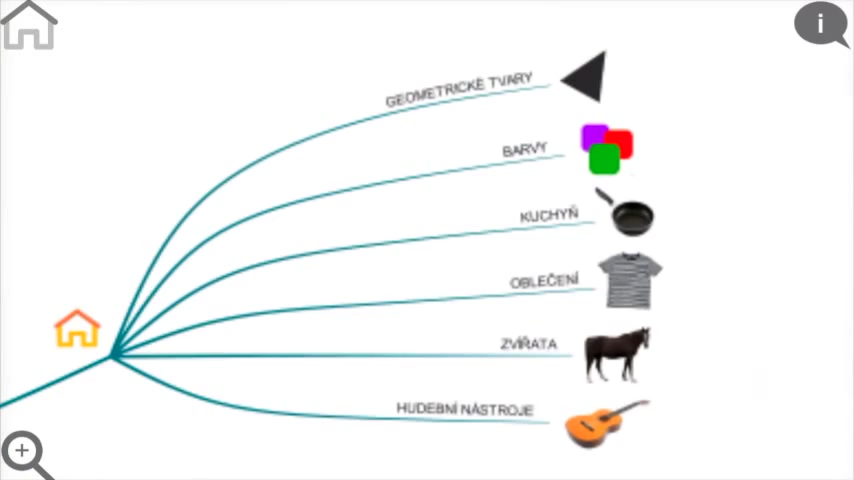 GEOMETRICKÉ TVARY
BARVY
KUCHYŇ
OBLEČENÍ
ZVÍŘATA
HUDEBNÍ NÁSTROJE
i